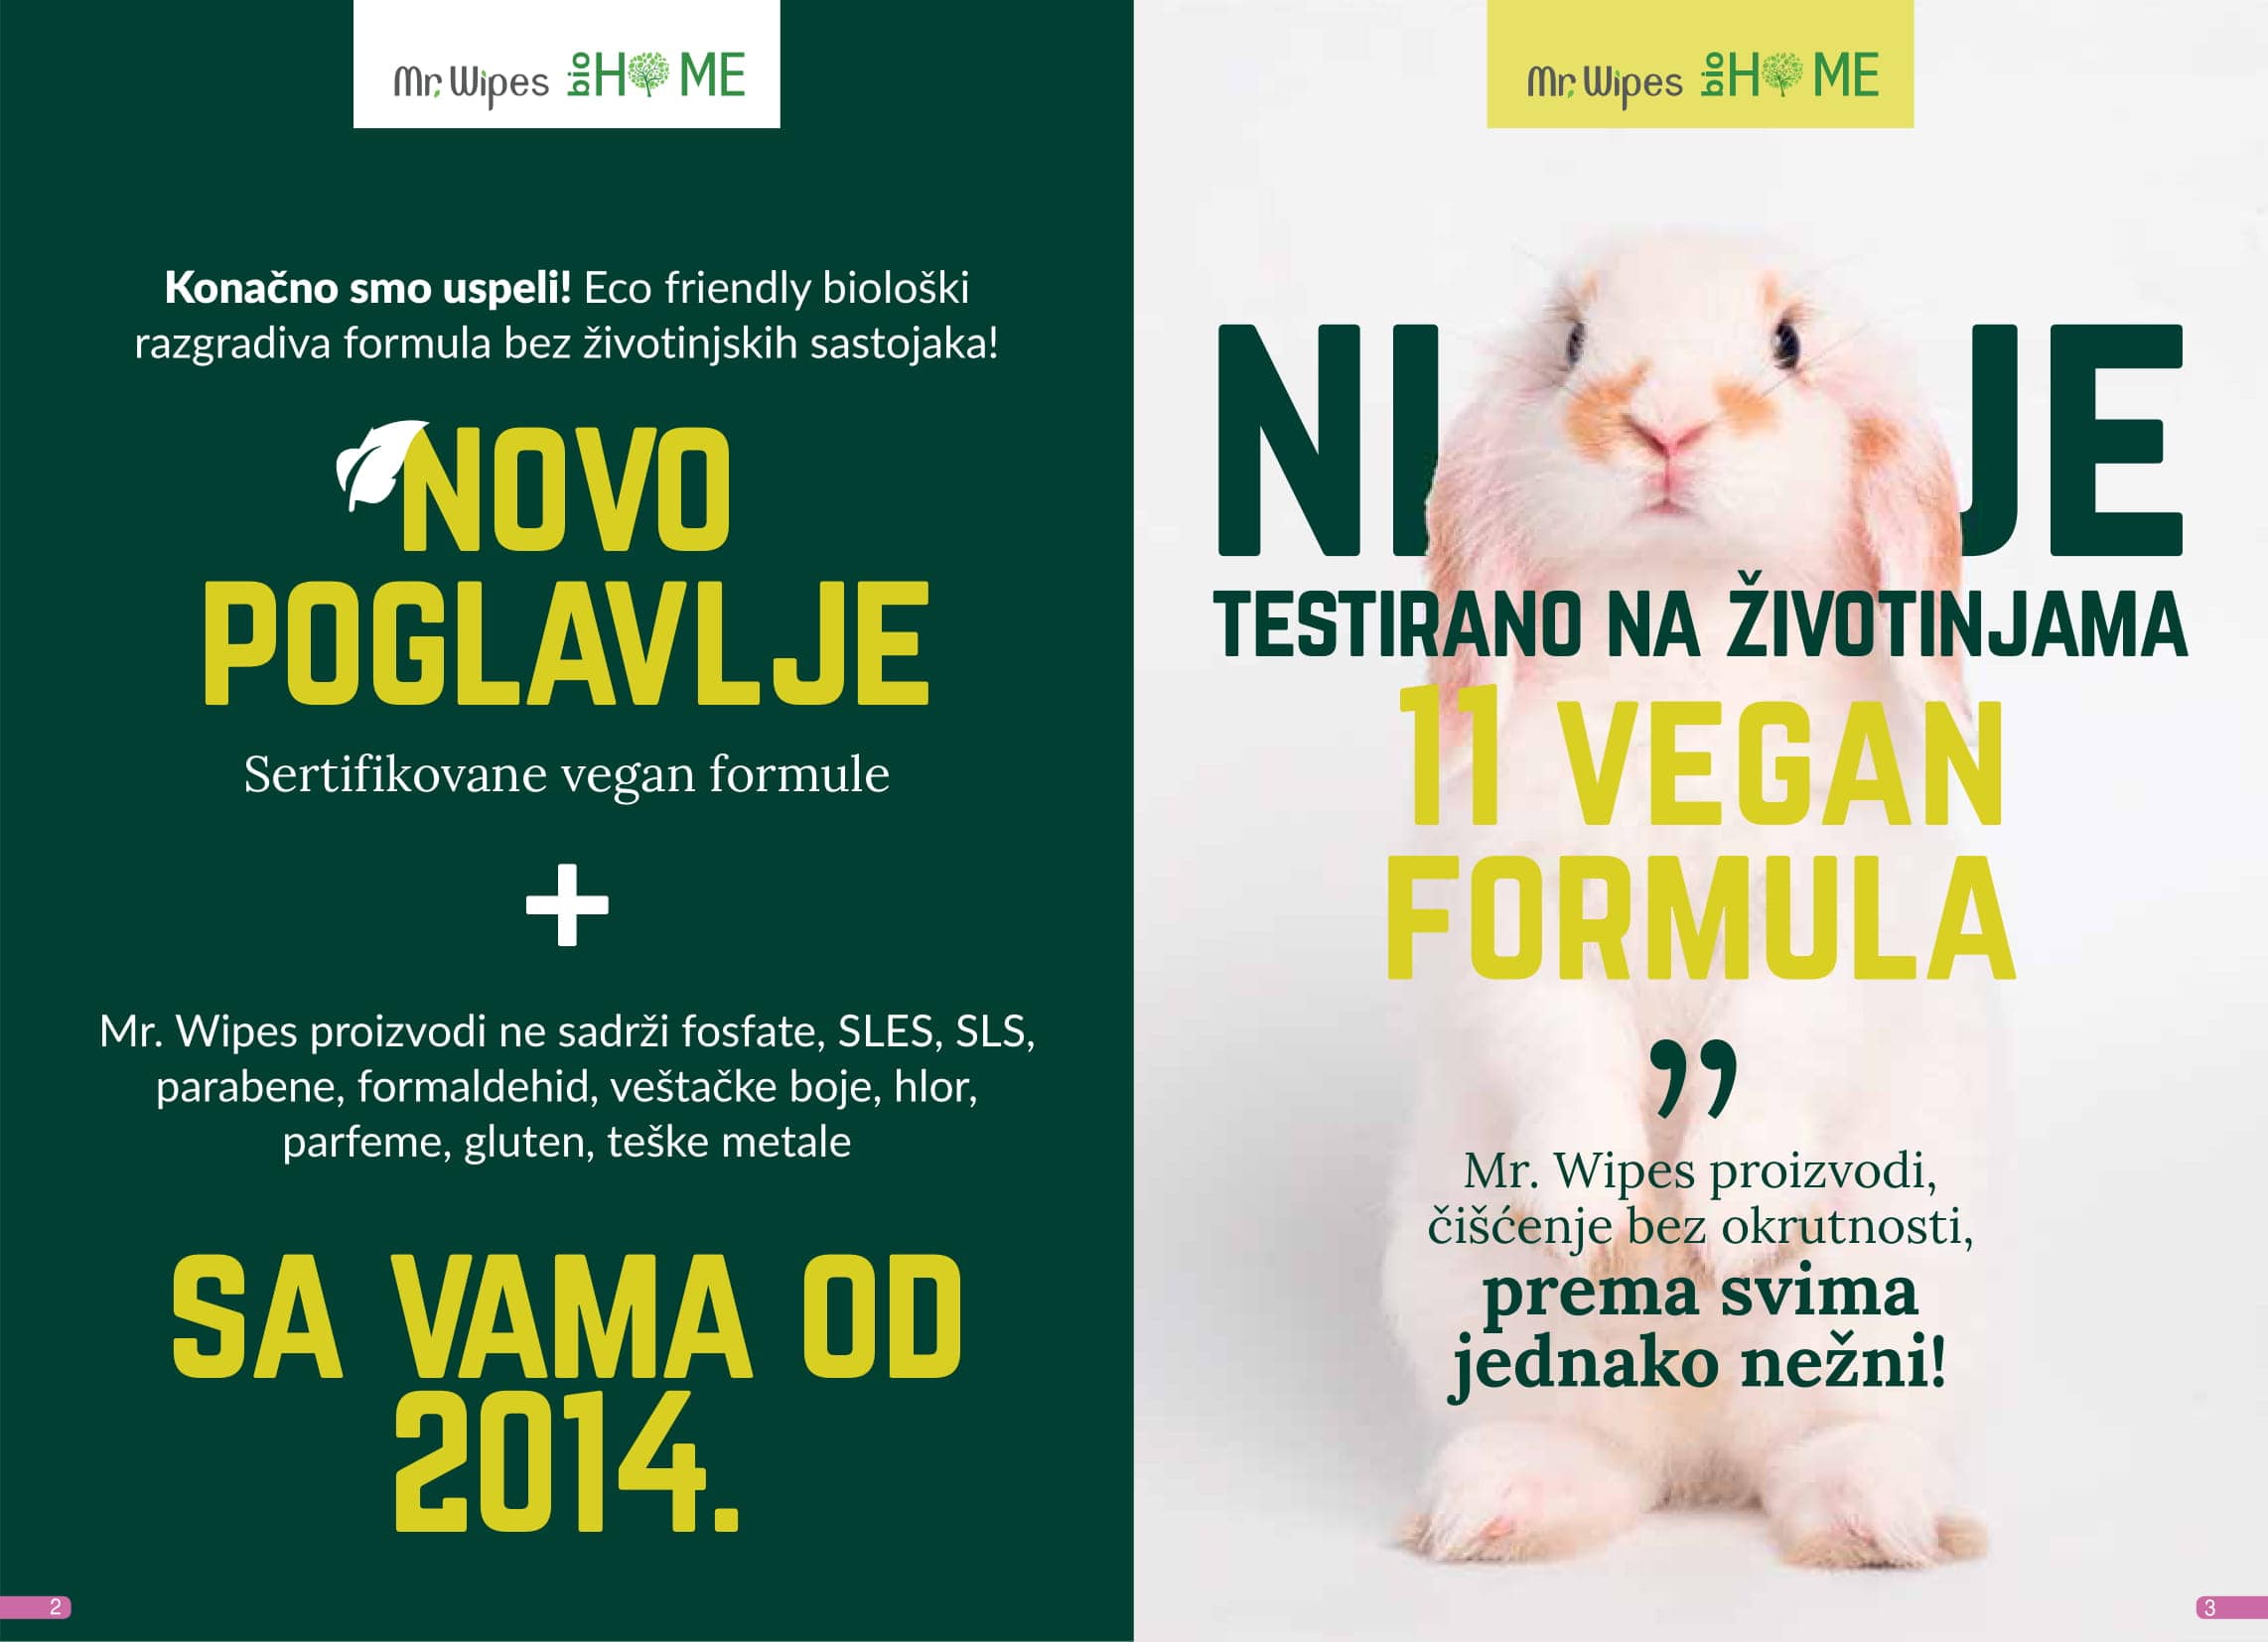 Mr. Wipes bio HOME
Konačno smo uspeli! Eco friendly biološki
razgradiva formula bez životinjskih sastojaka!
NOVO
POGLAVLJE
Sertifikovane vegan formule
+
Mr. Wipes proizvodi ne sadrži fosfate, SLES, SLS,
parabene, formaldehid, veštačke boje, hlor,
parfeme, gluten, teške metale
SA VAMA OD
2014.
2
Mr. Wipes bio HOME
NIJE
TESTIRANO NA ŽIVOTINJAMA
11 VEGAN
FORMULA
”
Mr. Wipes proizvodi,
čišćenje bez okrutnosti,
prema svima
jednako nežni!
3